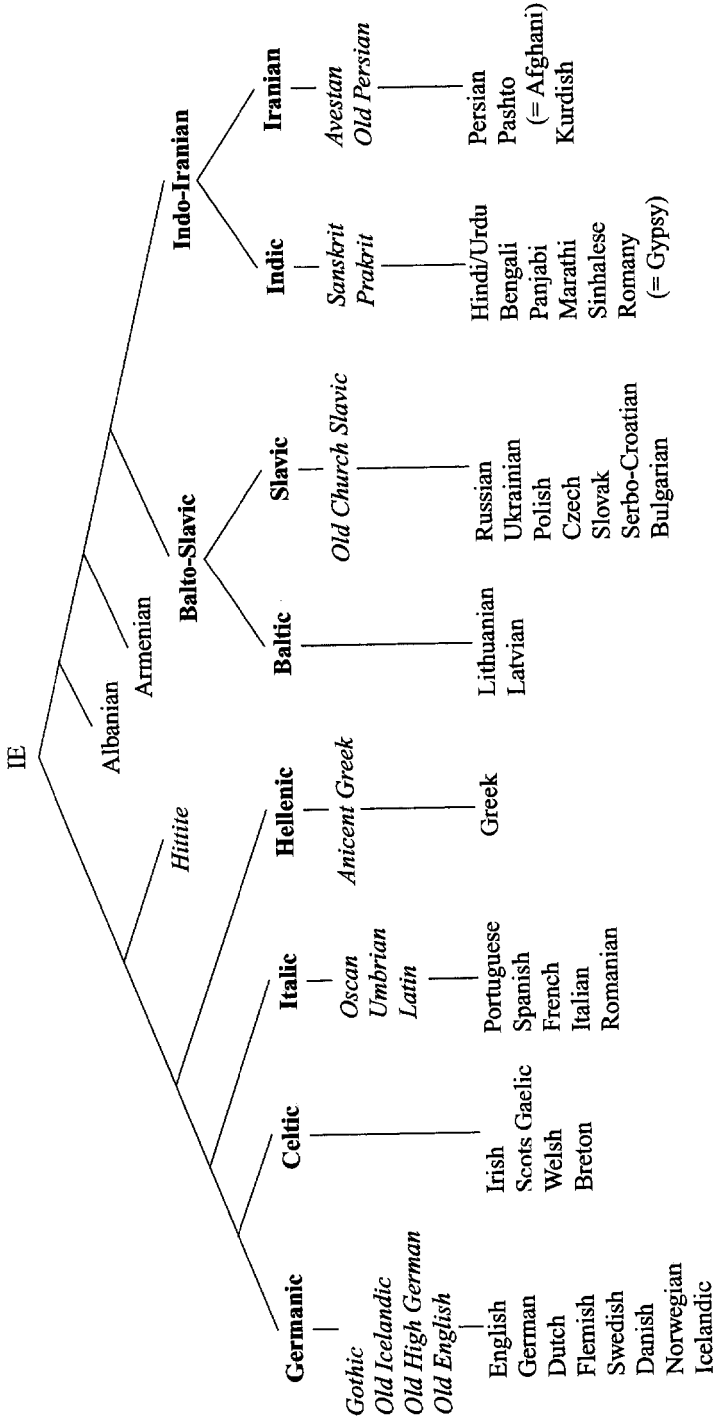 IE
Albanian
Armenian
Hittite
Balto-Slavic
Indo-Iranian
Germanic
Celtic
Italic
Hellenic
Baltic
Slavic
Indic
Iranian
Gothic
Old Icelandic
Old High German
Old English
Oscan
Umbrian
Latin
Anicent Greek
Old Church Slavic
Sanskrit
Prakrit
Avestan
Old Persian
English
German
Dutch
Flemish
Swedish
Danish
Norwegian
Icelandic
Irish
Scots Gaelic
Welsh
Breton
Portuguese
Spanish
French
Italian
Romanian
Greek
Lithuanian
Latvian
Russian
Ukrainian
Polish
Czech
Slovak
Serbo-Croatian
Bulgarian
Hindi/Urdu
Bengali
Panjabi
Marathi
Sinhalese
Romany
(= Gypsy)
Persian
Pashto
(= Afghani)
Kurdish